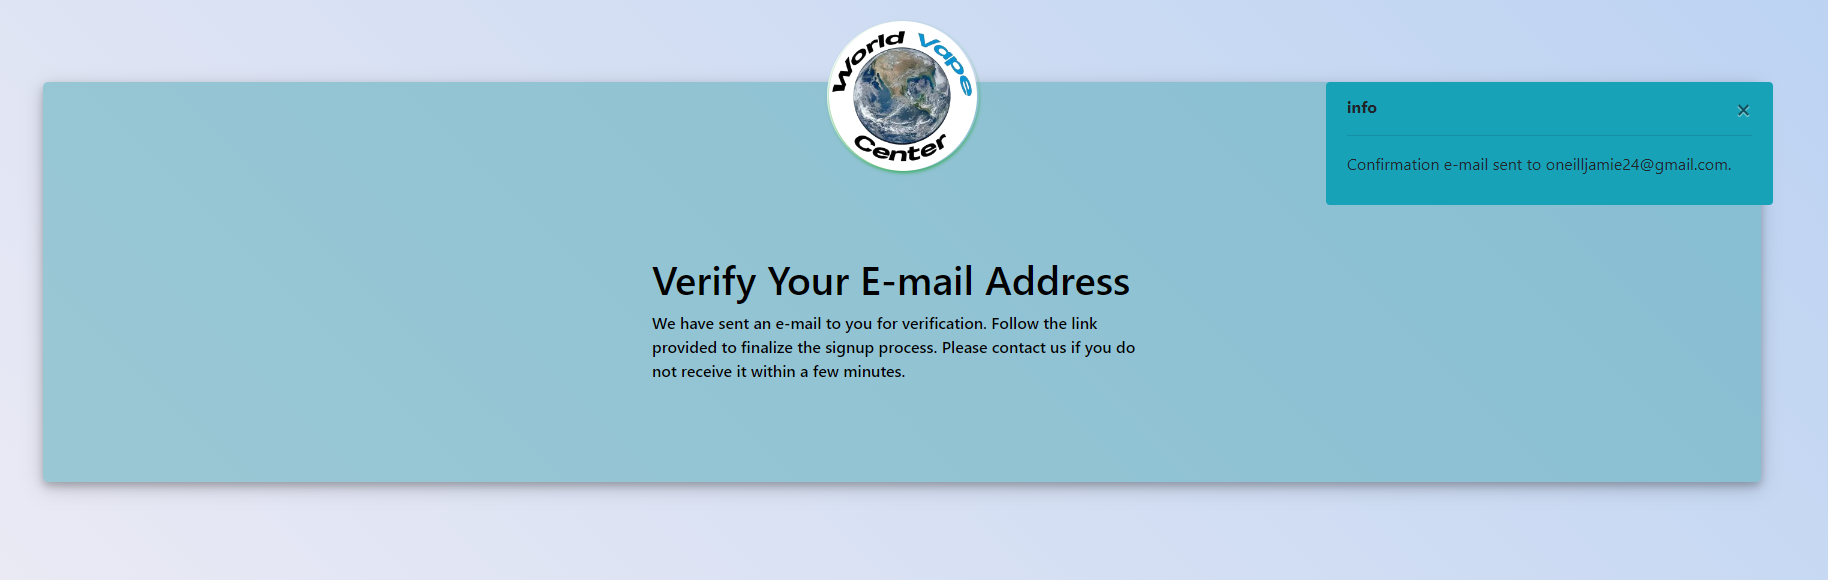 World Vape
Center
info
×
Confirmation e-mail sent to oneilljamie24@gmail.com.
Verify Your E-mail Address
We have sent an e-mail to you for verification. Follow the link
provided to finalize the signup process. Please contact us if you do
not receive it within a few minutes.